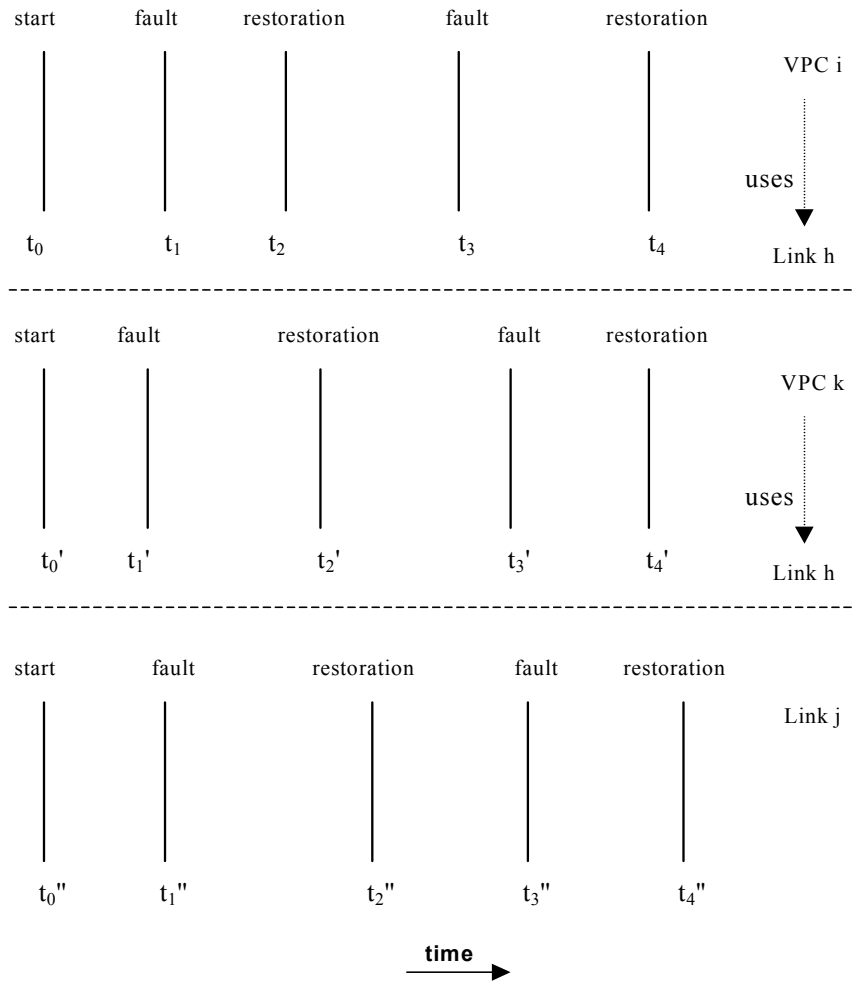 start fault restoration fault restoration
VPC i
uses
t₀ t₁ t₂ t₃ t₄
Link h
start fault restoration fault restoration
VPC k
uses
t₀' t₁' t₂' t₃' t₄'
Link h
start fault restoration fault restoration
Link j
t₀" t₁" t₂" t₃" t₄"
time